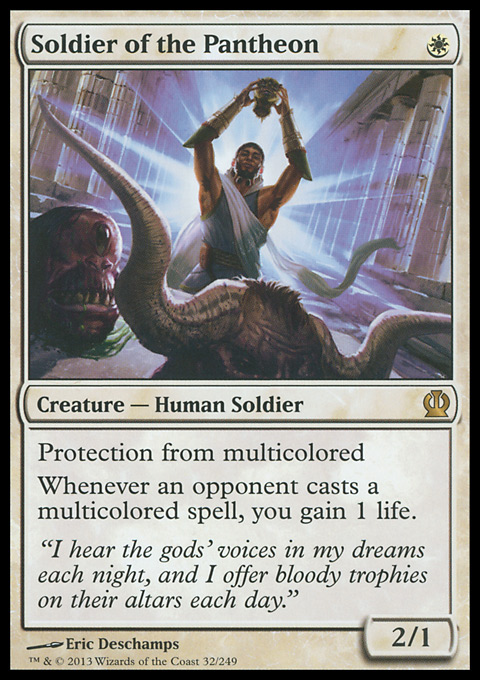 Soldier of the Pantheon
Creature — Human Soldier
Protection from multicolored
Whenever an opponent casts a
multicolored spell, you gain 1 life.
“I hear the gods’ voices in my dreams
each night, and I offer bloody trophies
on their altars each day.”
Eric Deschamps
2/1
™ & © 2013 Wizards of the Coast 32/249